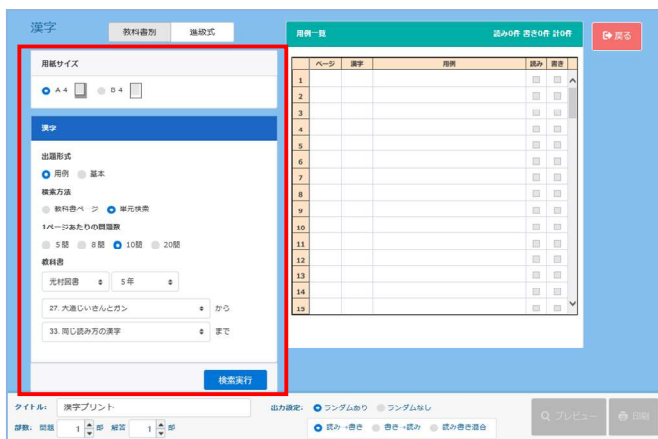 漢字
教科書別 進級式
用例一覧 読み0件 書き0件 計0件
戻る
用紙サイズ
A4 B4
漢字
出題形式
用例 基本
検索方法
教科書ページ 単元検索
1ページあたりの問題数
5問 8問 10問 20問
教科書
光村図書 5年
27. 大造じいさんとガン から
33. 同じ読み方の漢字 まで
検索実行
ページ 漢字 用例 読み 書き
1
2
3
4
5
6
7
8
9
10
11
12
13
14
15
タイトル: 漢字プリント
部数: 問題 1 部 解答 1 部
出力設定: ランダムあり ランダムなし
読み→書き 書き→読み 読み書き混合
プレビュー 印刷